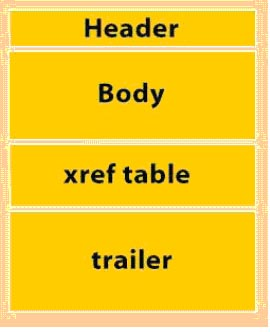 Header
Body
xref table
trailer